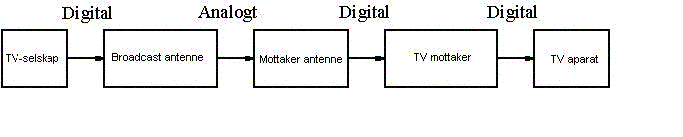 Digital Analogt Digital Digital
TV-selskap Broadcast antenne Mottaker antenne TV mottaker TV aparat